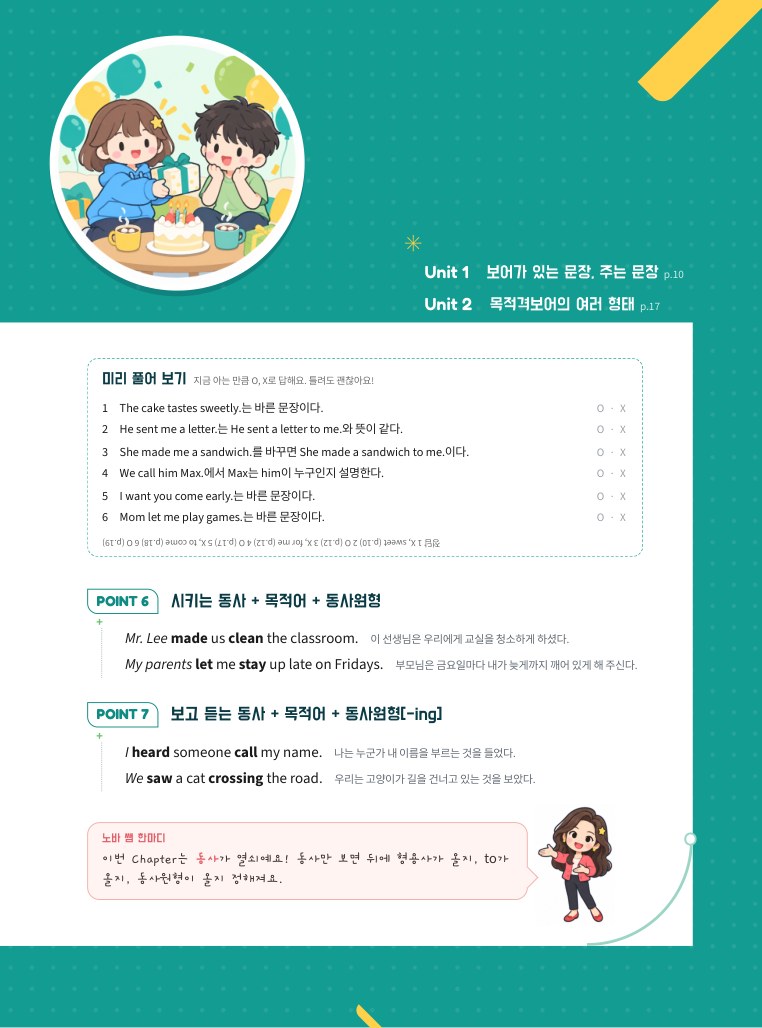 Unit 1 보어가 있는 문장, 주는 문장 p.10
Unit 2 목적격보어의 여러 형태 p.17
미리 풀어 보기 지금 아는 만큼 O, X로 답해요. 틀려도 괜찮아요!
1 The cake tastes sweetly.는 바른 문장이다. O · X
2 He sent me a letter.는 He sent a letter to me.와 뜻이 같다. O · X
3 She made me a sandwich.를 바꾸면 She made a sandwich to me.이다. O · X
4 We call him Max.에서 Max는 him이 누구인지 설명한다. O · X
5 I want you come early.는 바른 문장이다. O · X
6 Mom let me play games.는 바른 문장이다. O · X
정답 1 X, sweet (p.10) 2 O (p.12) 3 X, for me (p.12) 4 O (p.17) 5 X, to come (p.18) 6 O (p.19)
POINT 6 시키는 동사 + 목적어 + 동사원형
Mr. Lee made us clean the classroom. 이 선생님은 우리에게 교실을 청소하게 하셨다.
My parents let me stay up late on Fridays. 부모님은 금요일마다 내가 늦게까지 깨어 있게 해 주신다.
POINT 7 보고 듣는 동사 + 목적어 + 동사원형[-ing]
I heard someone call my name. 나는 누군가 내 이름을 부르는 것을 들었다.
We saw a cat crossing the road. 우리는 고양이가 길을 건너고 있는 것을 보았다.
노바 쌤 한마디
이번 Chapter는 동사가 열쇠예요! 동사만 보면 뒤에 형용사가 올지, to가
올지, 동사원형이 올지 정해져요.